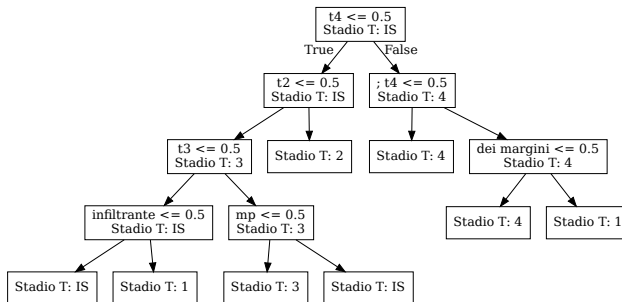 t4 <= 0.5
Stadio T: IS
True
False
t2 <= 0.5
Stadio T: IS
; t4 <= 0.5
Stadio T: 4
t3 <= 0.5
Stadio T: 3
Stadio T: 2
Stadio T: 4
dei margini <= 0.5
Stadio T: 4
infiltrante <= 0.5
Stadio T: IS
mp <= 0.5
Stadio T: 3
Stadio T: 4
Stadio T: 1
Stadio T: IS
Stadio T: 1
Stadio T: 3
Stadio T: IS